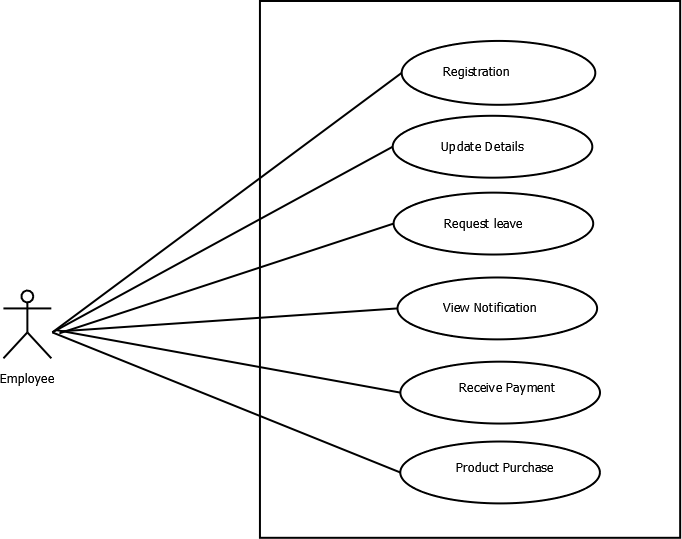 Registration
Update Details
Request leave
View Notification
Employee
Receive Payment
Product Purchase